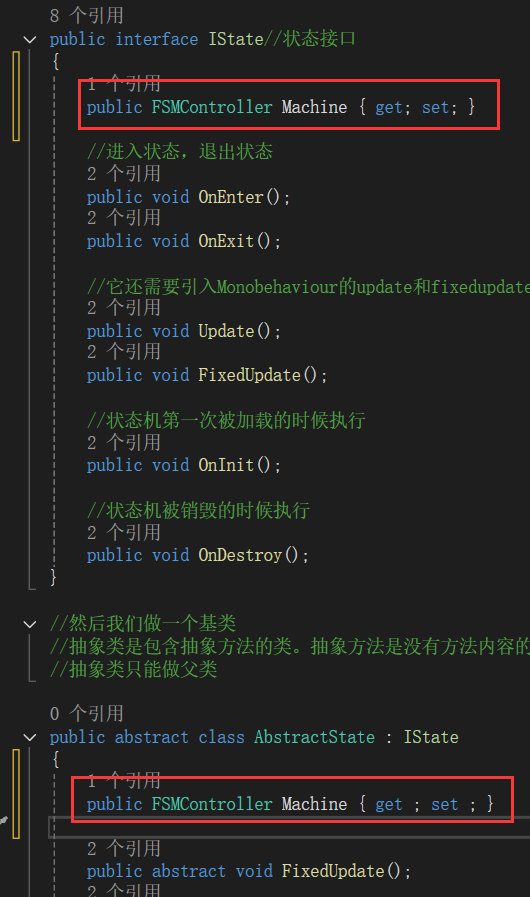 8 个引用
public interface IState//状态接口
{
1 个引用
public FSMController Machine { get; set; }
//进入状态，退出状态
2 个引用
public void OnEnter();
2 个引用
public void OnExit();
//它还需要引入Monobehaviour的update和fixedupdate
2 个引用
public void Update();
2 个引用
public void FixedUpdate();
//状态机第一次被加载的时候执行
2 个引用
public void OnInit();
//状态机被销毁的时候执行
2 个引用
public void OnDestroy();
}
//然后我们做一个基类
//抽象类是包含抽象方法的类。抽象方法是没有方法内容的
//抽象类只能做父类
0 个引用
public abstract class AbstractState : IState
{
1 个引用
public FSMController Machine { get ; set ; }
2 个引用
public abstract void FixedUpdate();
2 个引用